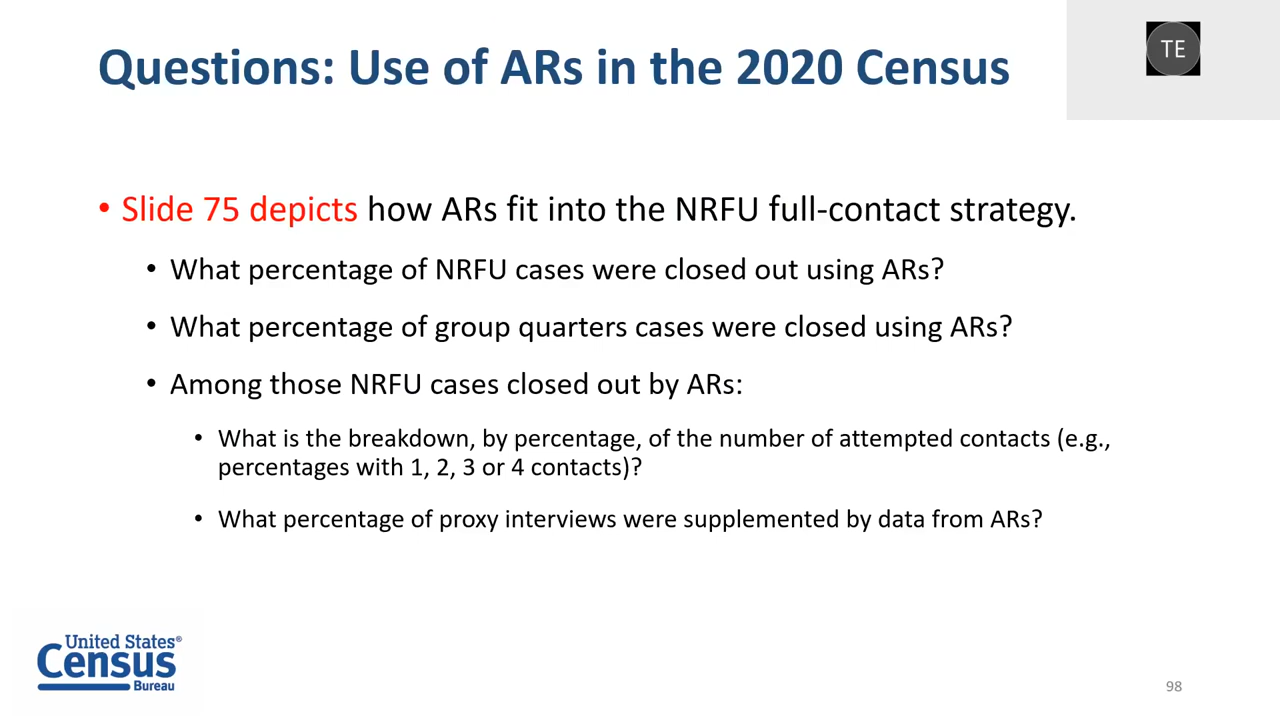 Questions: Use of ARs in the 2020 Census
TE
• Slide 75 depicts how ARs fit into the NRFU full-contact strategy.
• What percentage of NRFU cases were closed out using ARs?
• What percentage of group quarters cases were closed using ARs?
• Among those NRFU cases closed out by ARs:
• What is the breakdown, by percentage, of the number of attempted contacts (e.g.,
percentages with 1, 2, 3 or 4 contacts)?
• What percentage of proxy interviews were supplemented by data from ARs?
United States®
Census
Bureau
98